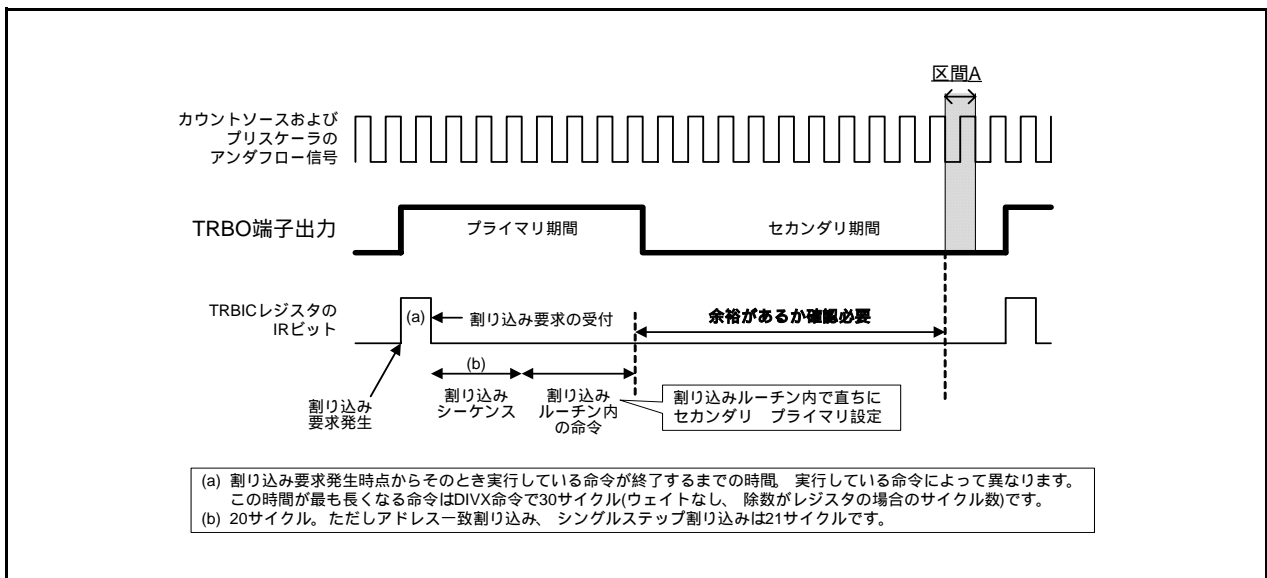 区間A
カウントソースおよび
プリスケーラの
アンダフロー信号
TRBO端子出力
プライマリ期間
セカンダリ期間
TRBICレジスタの
IRビット
(a)
割り込み要求の受付
余裕があるか確認必要
(b)
割り込み
要求発生
割り込み
シーケンス
割り込み
ルーチン内
の命令
割り込みルーチン内で直ちに
セカンダリ プライマリ設定
(a) 割り込み要求発生時点からそのとき実行している命令が終了するまでの時間。 実行している命令によって異なります。
この時間が最も長くなる命令はDIVX命令で30サイクル(ウェイトなし、 除数がレジスタの場合のサイクル数)です。
(b) 20サイクル。ただしアドレス一致割り込み、 シングルステップ割り込みは21サイクルです。